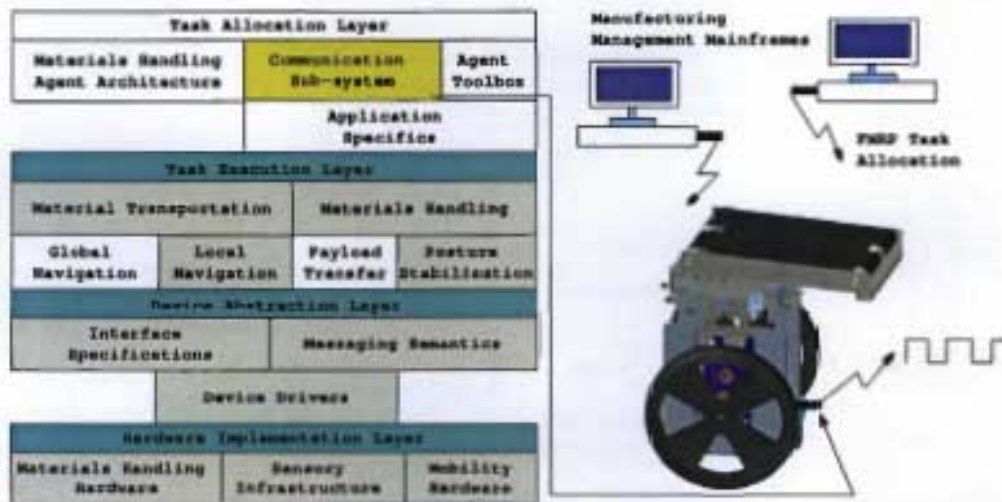 Task Allocation Layer
Materials Handling
Agent Architecture
Communication
Sub-system
Agent
Toolbox
Application
Specifics
Task Execution Layer
Material Transportation
Materials Handling
Global
Navigation
Local
Navigation
Payload
Transfer
Posture
Stabilisation
Device Abstraction Layer
Interface
Specifications
Messaging Semantics
Device Drivers
Hardware Implementation Layer
Materials Handling
Hardware
Sensory
Infrastructure
Mobility
Hardware
Manufacturing
Management Mainframes
FMRP Task
Allocation